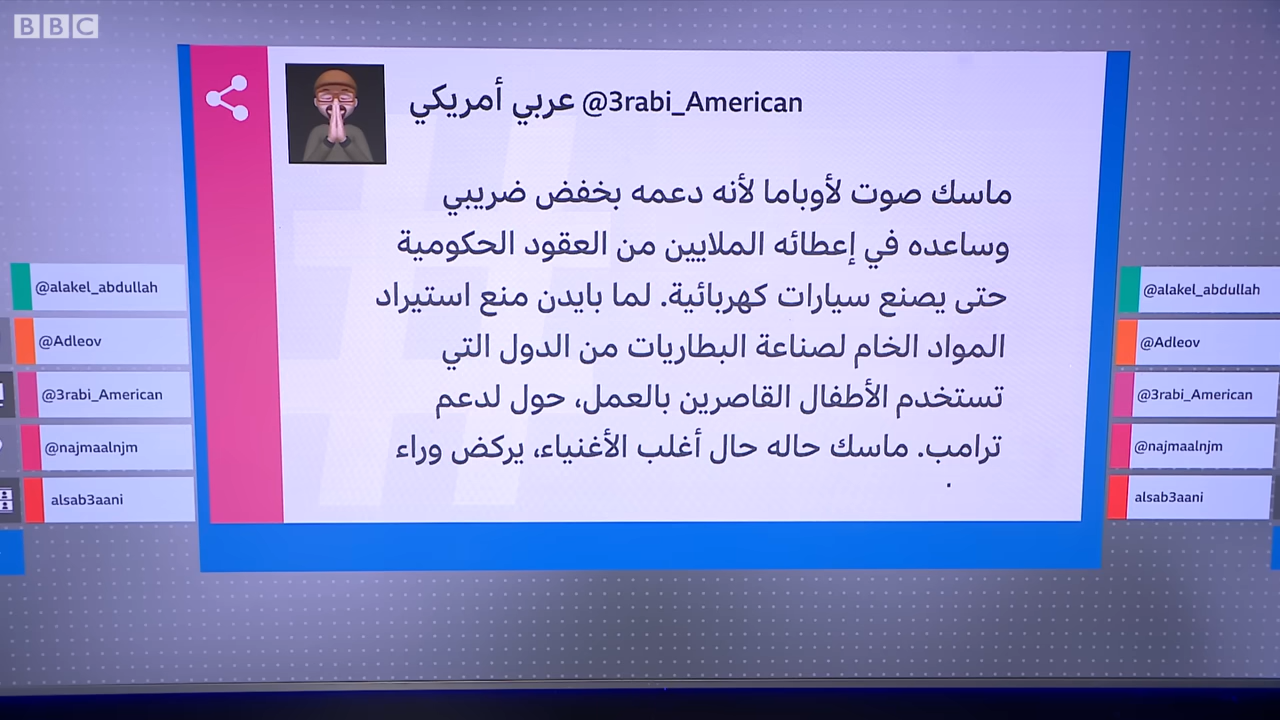 BBC
عربي أمريكي @3rabi_American
ماسك صوت لأوباما لأنه دعمه بخفض ضريبي
وساعده في إعطائه الملايين من العقود الحكومية
حتى يصنع سيارات كهربائية. لما بايدن منع استيراد
المواد الخام لصناعة البطاريات من الدول التي
تستخدم الأطفال القاصرين بالعمل، حول لدعم
ترامب. ماسك حاله حال أغلب الأغنياء، يركض وراء
@alakel_abdullah
@Adleov
@3rabi_American
@najmaalnjm
alsab3aani
@alakel_abdullah
@Adleov
@3rabi_American
@najmaalnjm
alsab3aani